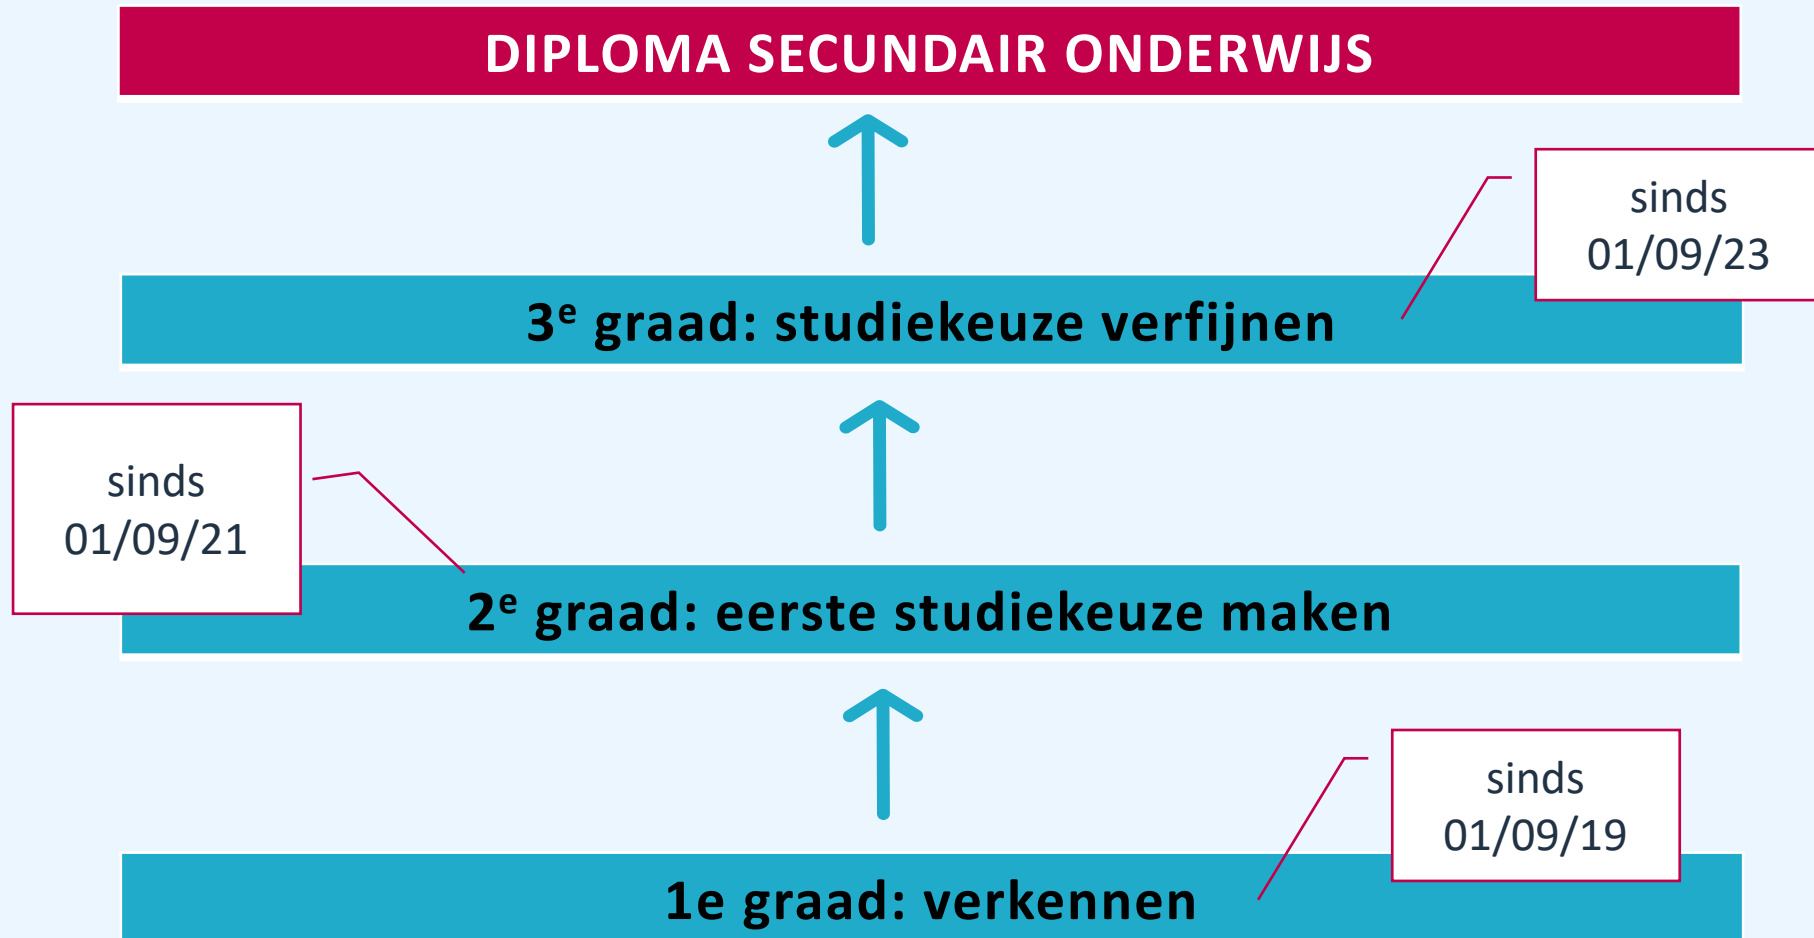 DIPLOMA SECUNDAIR ONDERWIJS
sinds
01/09/23
3e graad: studiekeuze verfijnen
sinds
01/09/21
2e graad: eerste studiekeuze maken
sinds
01/09/19
1e graad: verkennen